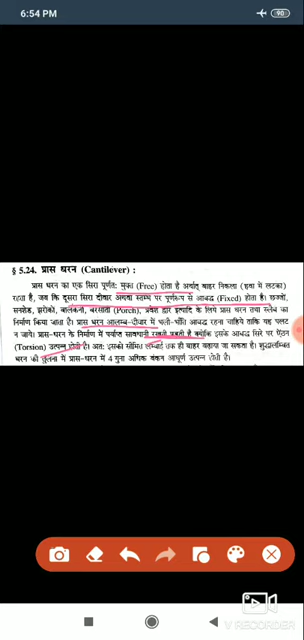 6:54 PM
90
§ 5.24. प्रास धरन (Cantilever) :
प्रास धरन का एक सिरा पूर्णतः मुक्त (Free) होता है अर्थात् बाहर निकला (हवा में लटका)
रहता है, जब कि दूसरा सिरा दीवार अथवा स्तम्भ पर पूर्णरूप से आबद्ध (Fixed) होता है। छज्जों,
सनशेड, झरोको, बालकनी, बरसाती (Porch), प्रवेश द्वार इत्यादि के लिये प्रास धरन तथा स्लैब का
निर्माण किया जाता है। प्रास धरन आलम्ब-दीवार में भली-भाँति आबद्ध रहना चाहिये ताकि यह पलट
न जाये। प्रास-धरन के निर्माण में पर्याप्त सावधानी रखनी पड़ती है क्योंकि इसके आबद्ध सिरे पर ऐंठन
(Torsion) उत्पन्न होती है। अतः इसको सीमित लम्बाई तक ही बाहर बढ़ाया जा सकता है। शुद्धालम्बित
धरन की तुलना में प्रास-धरन में 4 गुना अधिक बंकन आघूर्ण उत्पन्न होती है।
V RECORDER